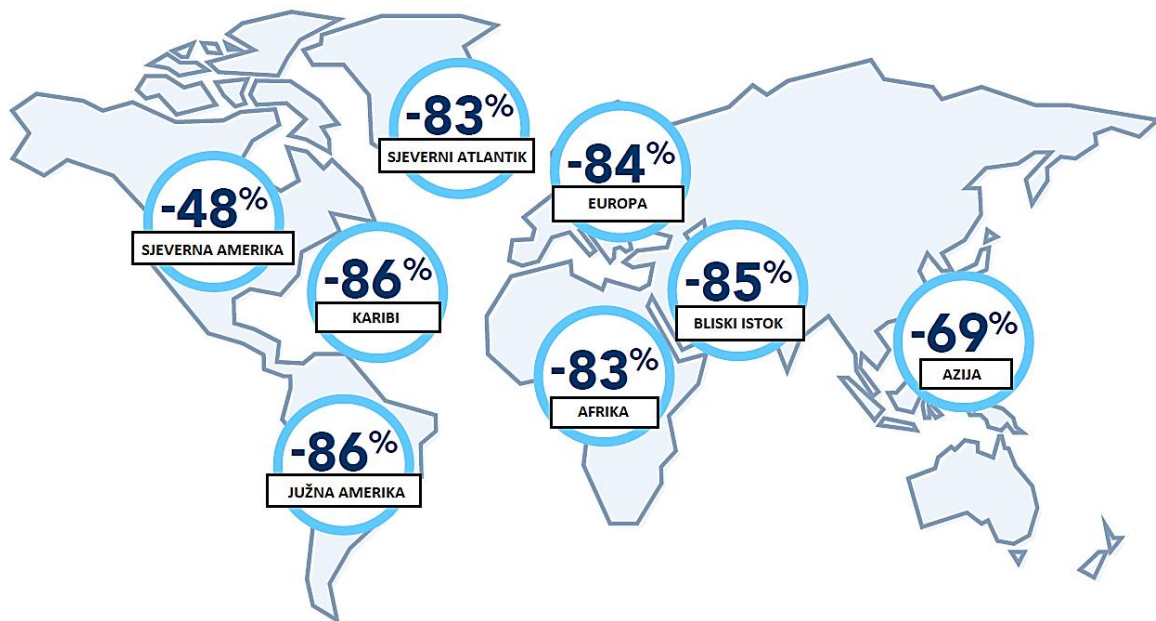 -83%
SJEVERNI ATLANTIK
-84%
EUROPA
-48%
SJEVERNA AMERIKA
-86%
KARIBI
-85%
BLISKI ISTOK
-69%
AZIJA
-83%
AFRIKA
-86%
JUŽNA AMERIKA